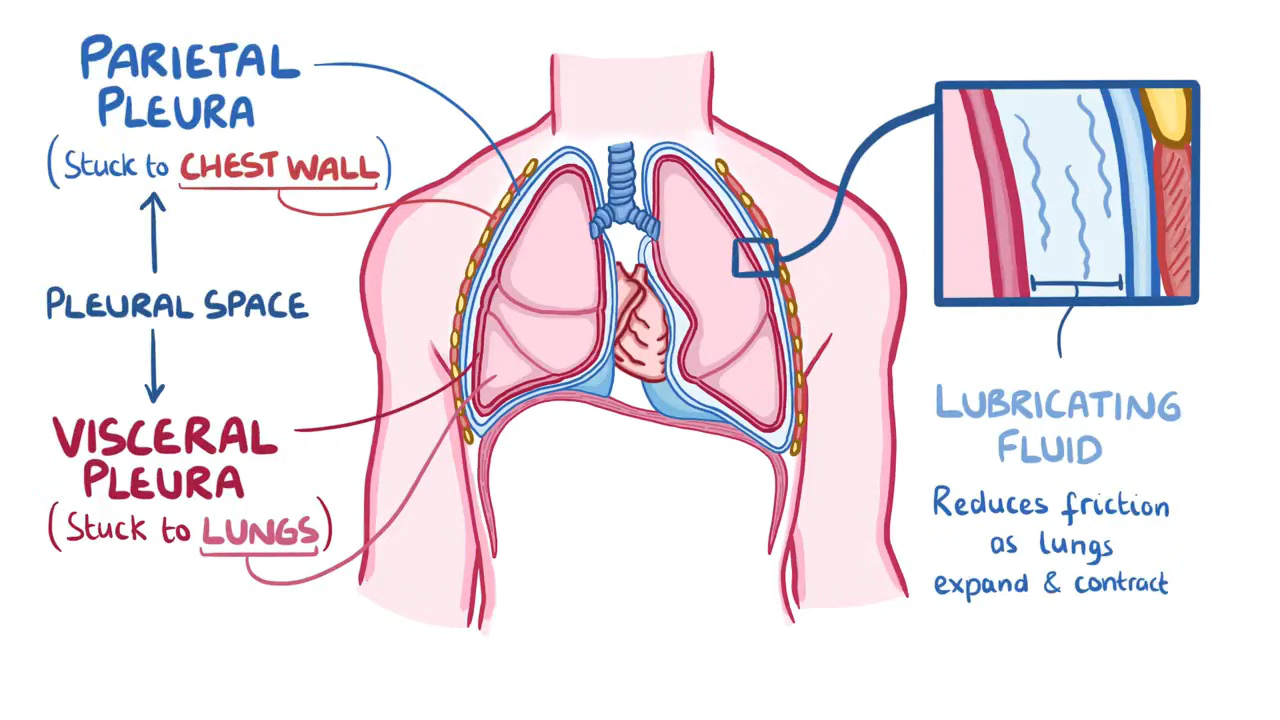 PARIETAL
PLEURA
(Stuck to CHEST WALL)
PLEURAL SPACE
VISCERAL
PLEURA
(Stuck to LUNGS)
LUBRICATING
FLUID
Reduces friction
as lungs
expand & contract